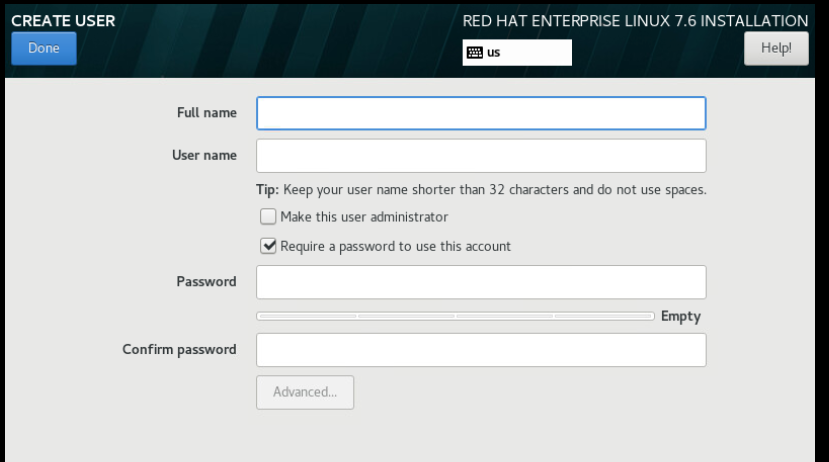 CREATE USER
RED HAT ENTERPRISE LINUX 7.6 INSTALLATION
Done
us
Help!
Full name
User name
Tip: Keep your user name shorter than 32 characters and do not use spaces.
Make this user administrator
Require a password to use this account
Password
Empty
Confirm password
Advanced...